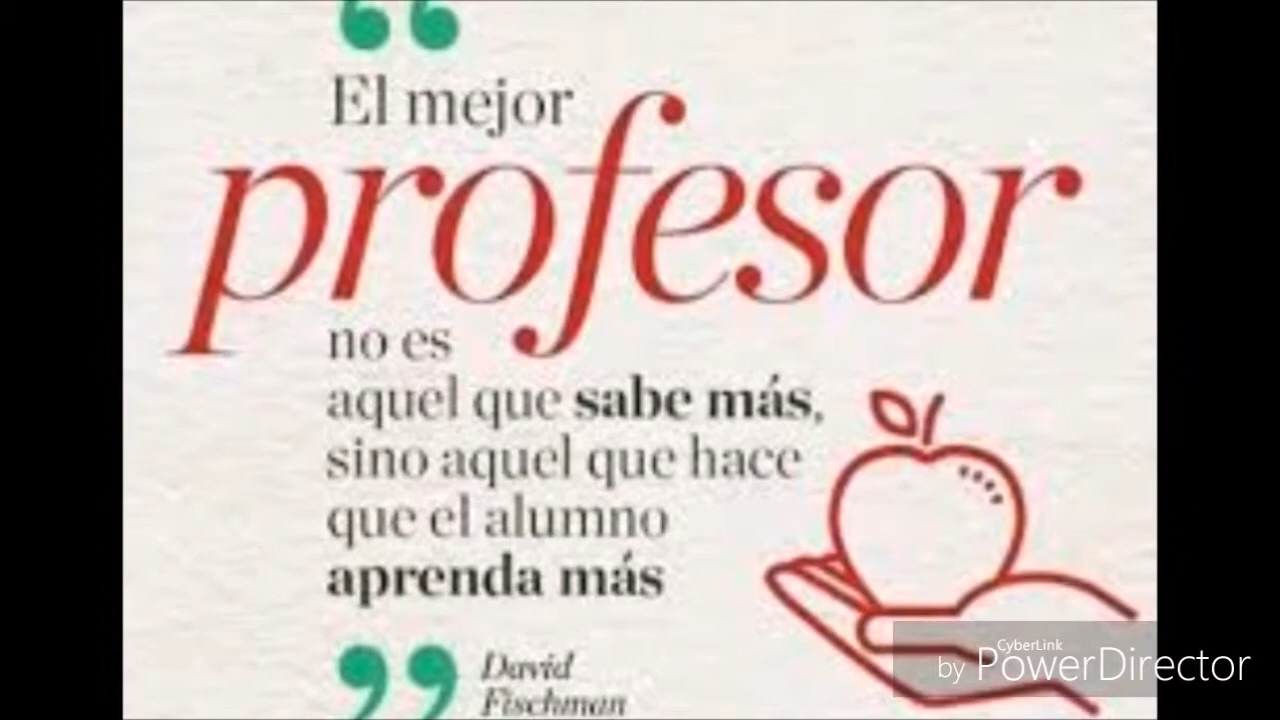 El mejor
profesor
no es
aquel que sabe más,
sino aquel que hace
que el alumno
aprenda más
David
Fischman
CyberLink
by PowerDirector